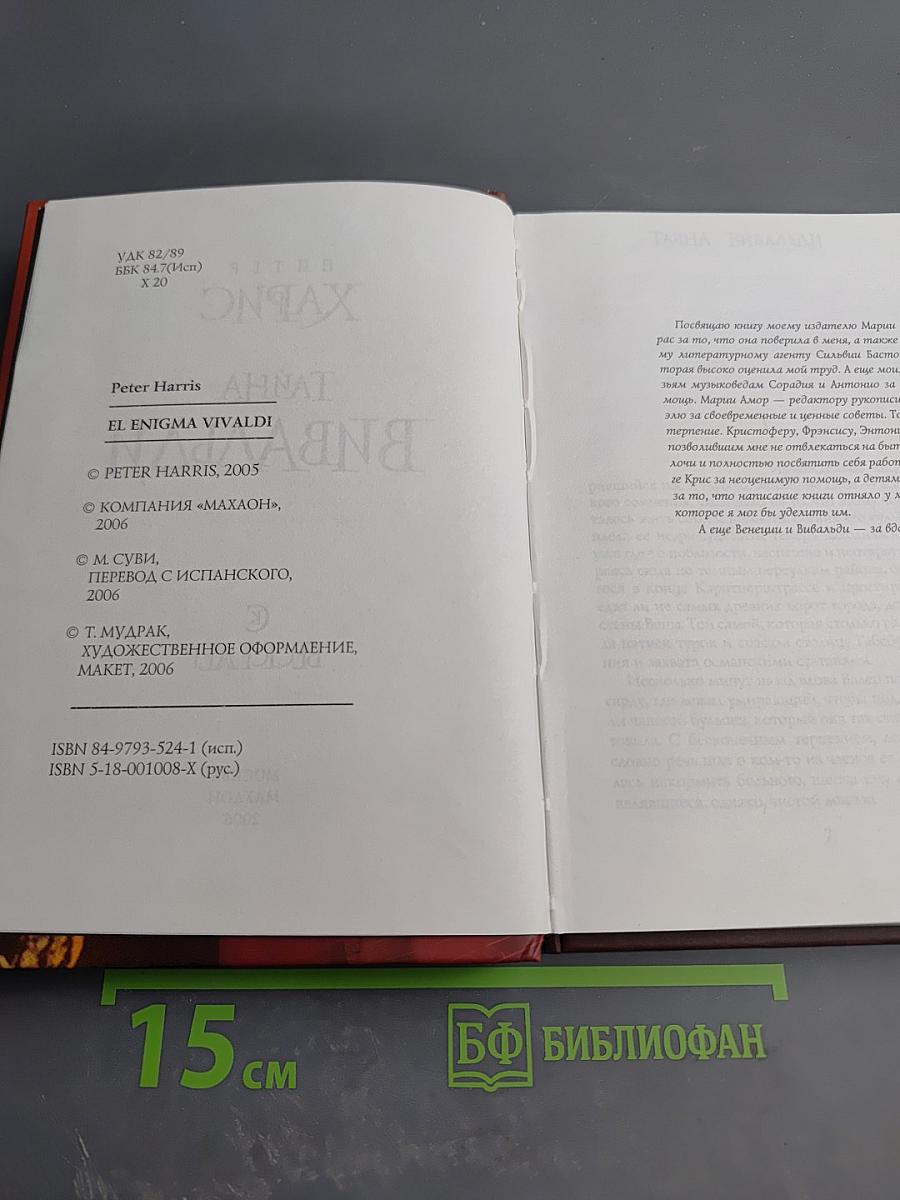 УДК 82/89
ББК 84.7(Исп)
Х 20
Peter Harris
EL ENIGMA VIVALDI
© PETER HARRIS, 2005
© КОМПАНИЯ «МАХАОН»,
2006
© М. СУВИ,
ПЕРЕВОД С ИСПАНСКОГО,
2006
© Т. МУДРАК,
ХУДОЖЕСТВЕННОЕ ОФОРМЛЕНИЕ,
МАКЕТ, 2006
ISBN 84-9793-524-1 (исп.)
ISBN 5-18-001008-X (рус.)
Посвящаю книгу моему издателю Марии
рас за то, что она поверила в меня, а также
му литературному агенту Сильвии Басто
торая высоко оценила мой труд. А еще мои
зьям музыковедам Сорадия и Антонио за
мощь. Марии Амор — редактору рукописи
элю за своевременные и ценные советы. То
терпение. Кристоферу, Фрэнсису, Энтони
позволившим мне не отвлекаться на быт
лочи и полностью посвятить себя работ
ге Крис за неоценимую помощь, а детям
за то, что написание книги отняло у м
которое я мог бы уделить им.
А еще Венеции и Вивальди — за вдо
15 см
БФ БИБЛИОФАН